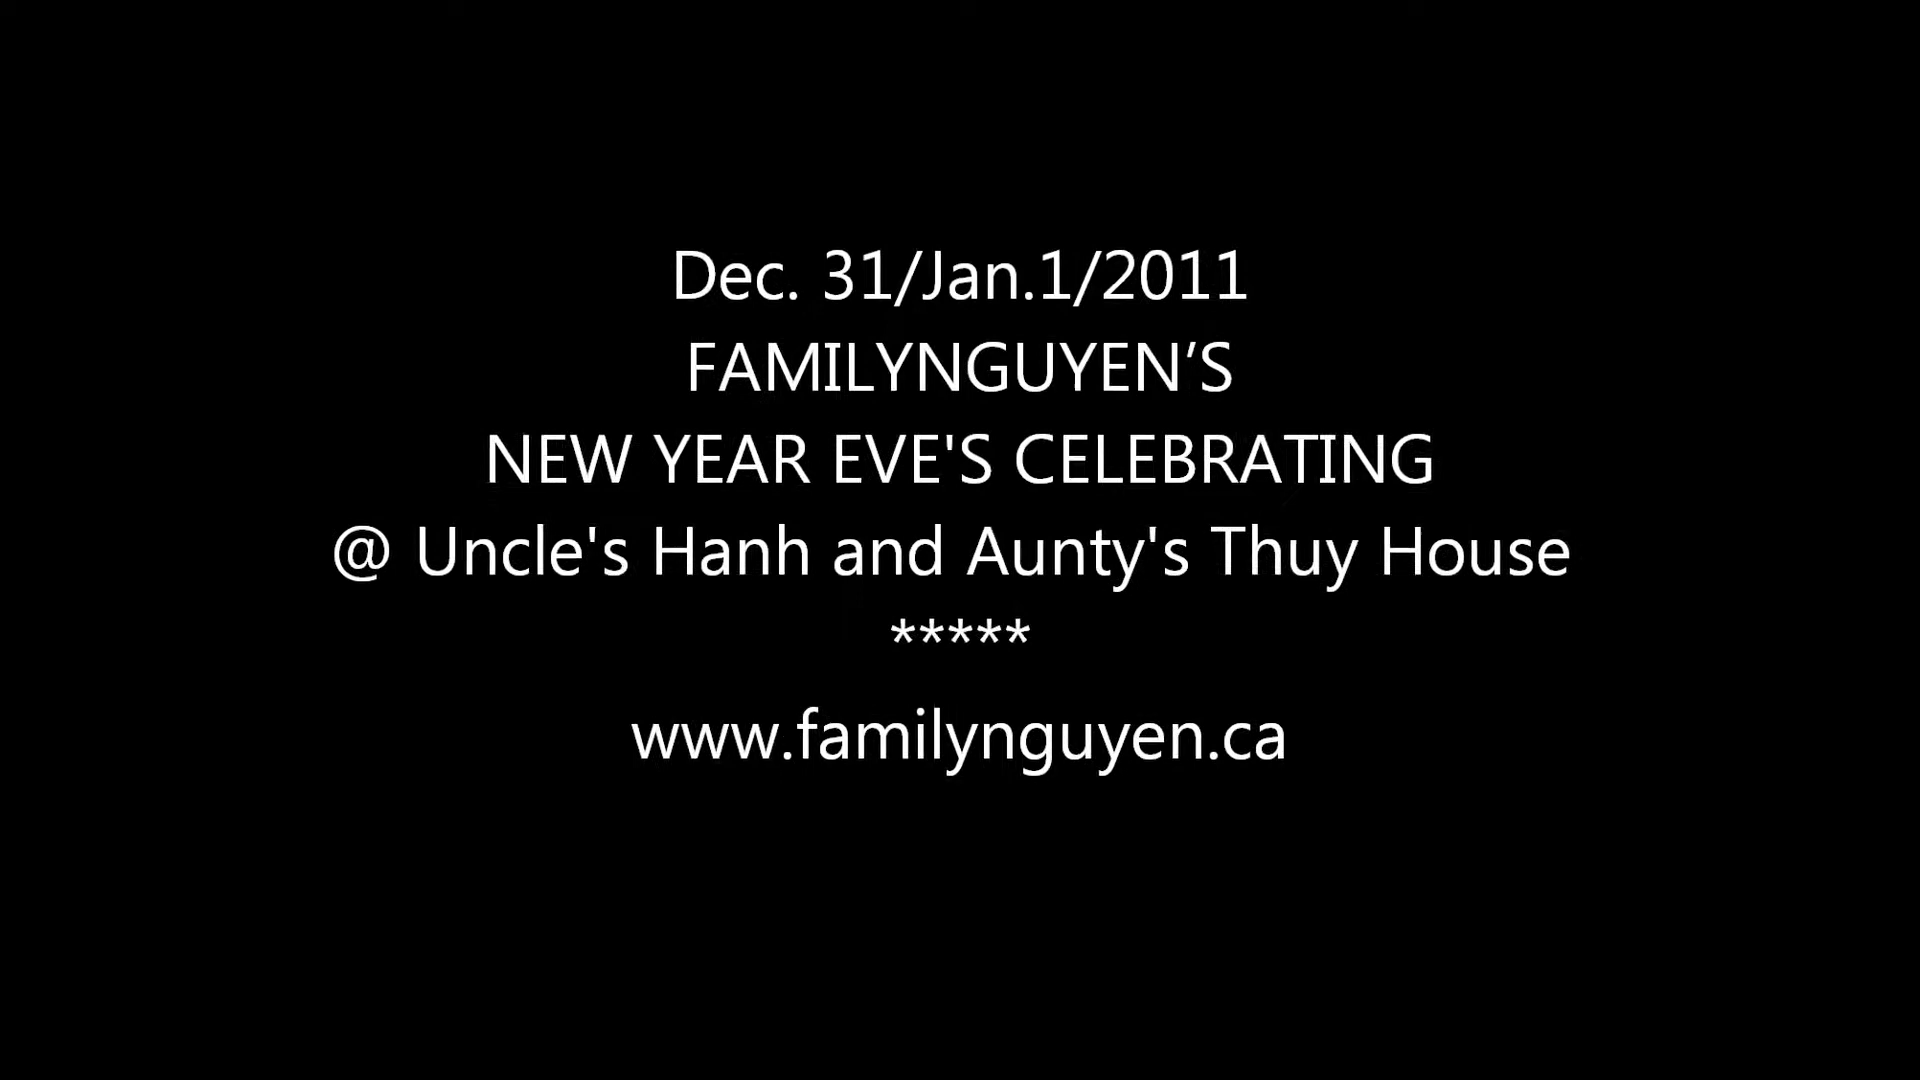 Dec. 31/Jan.1/2011
FAMILYNGUYEN’S
NEW YEAR EVE'S CELEBRATING
@ Uncle's Hanh and Aunty's Thuy House
*****
www.familynguyen.ca